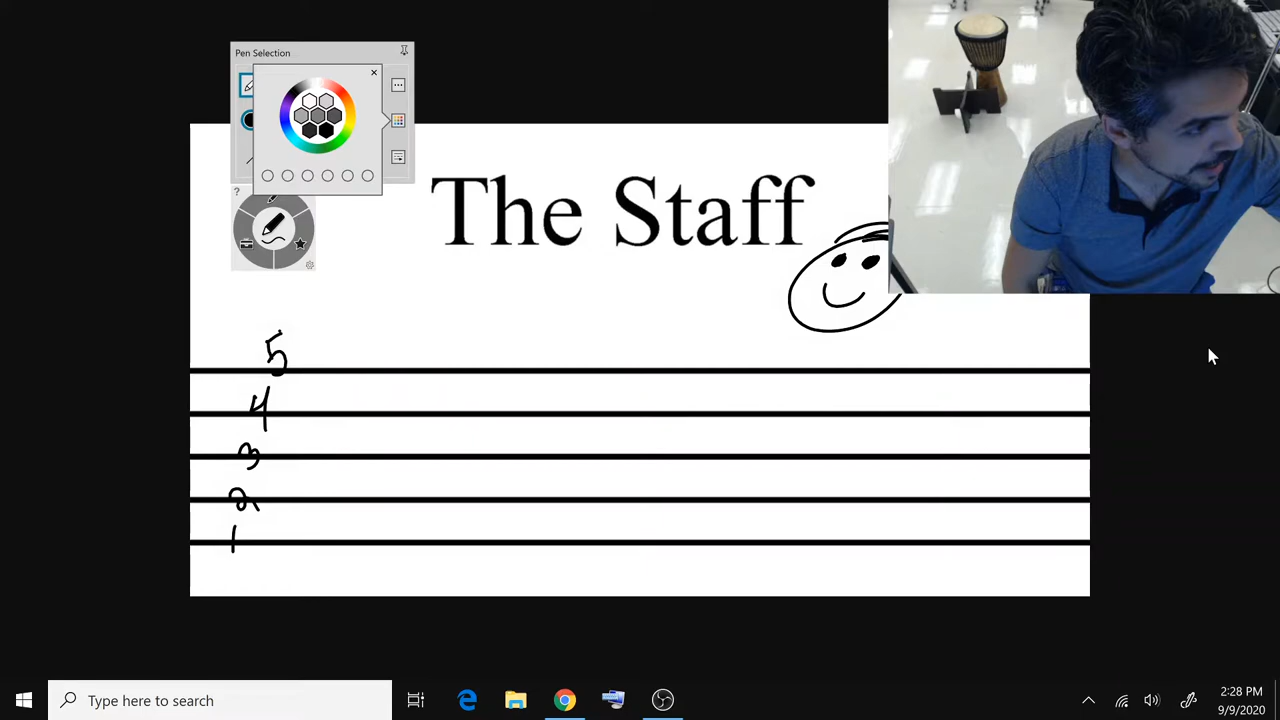 Pen Selection
?
The Staff
5
4
3
2
1
Type here to search
2:28 PM
9/9/2020